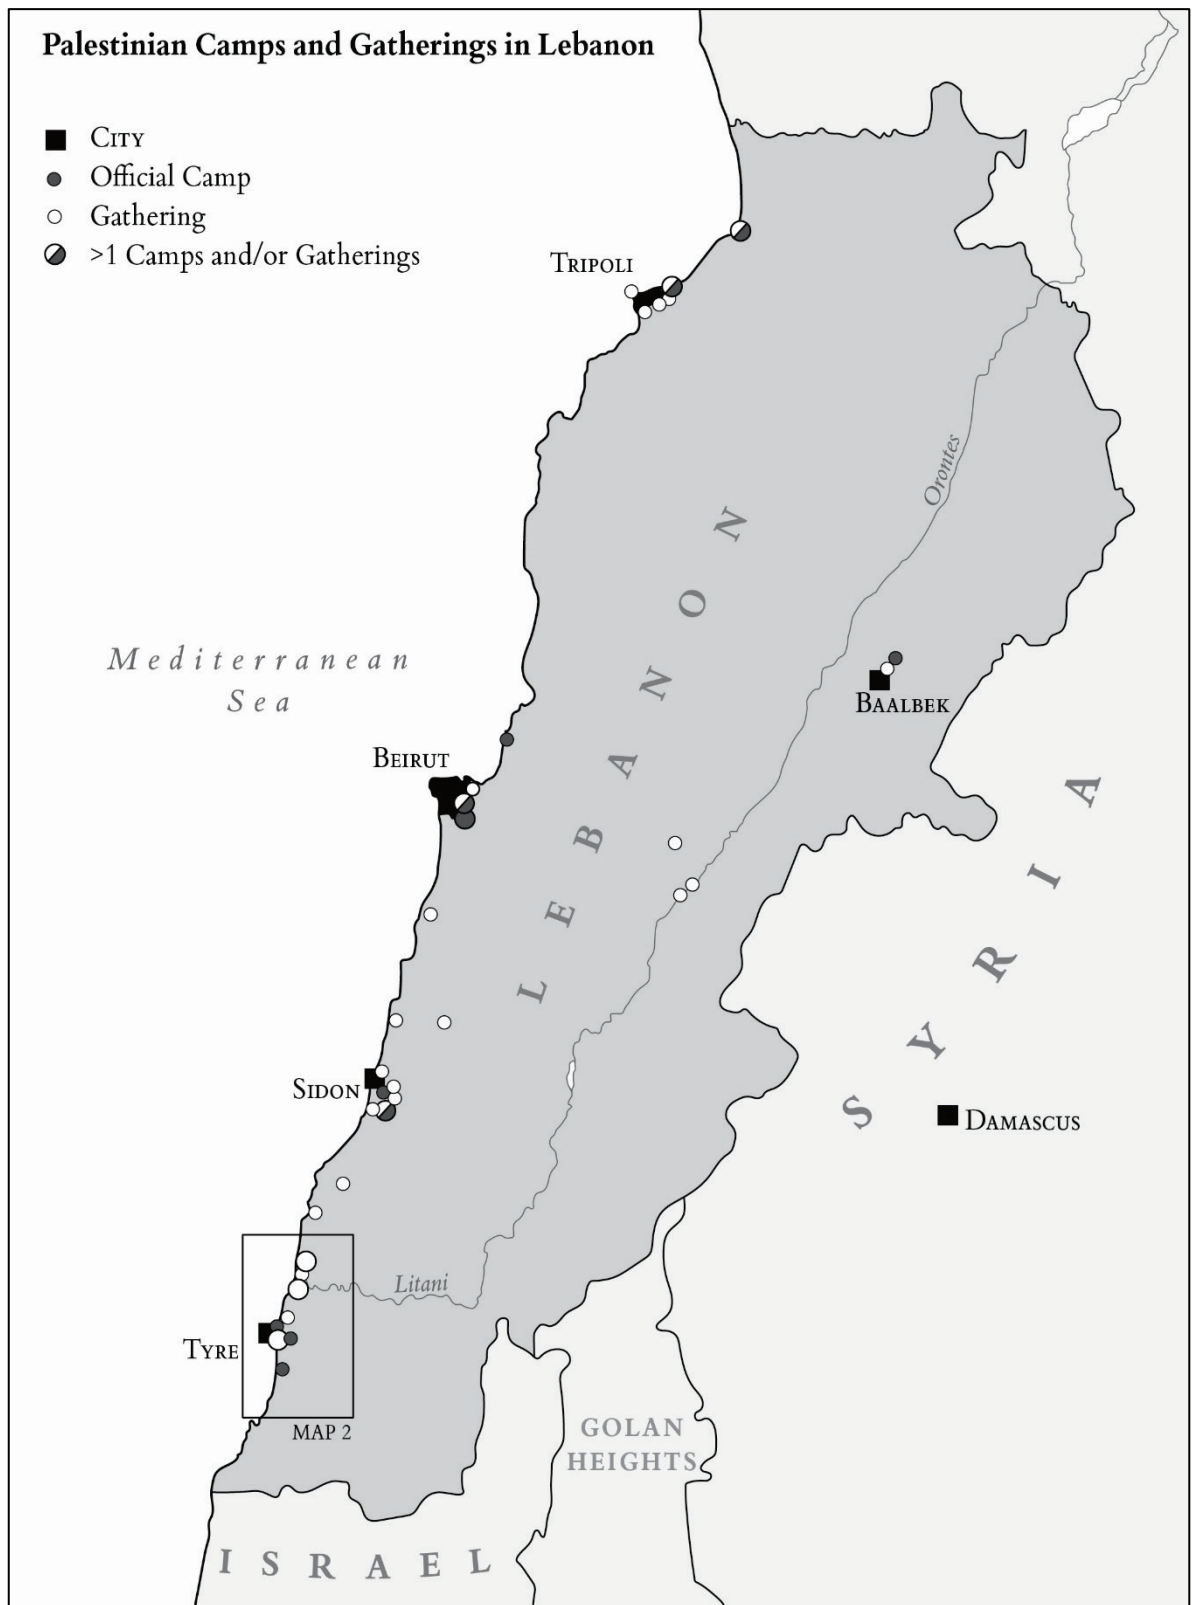 Palestinian Camps and Gatherings in Lebanon
CITY
Official Camp
Gathering
>1 Camps and/or Gatherings
TRIPOLI
Orontes
LEBANON
Mediterranean
Sea
BAALBEK
BEIRUT
SYRIA
SIDON
DAMASCUS
Litani
TYRE
MAP 2
GOLAN
HEIGHTS
ISRAEL